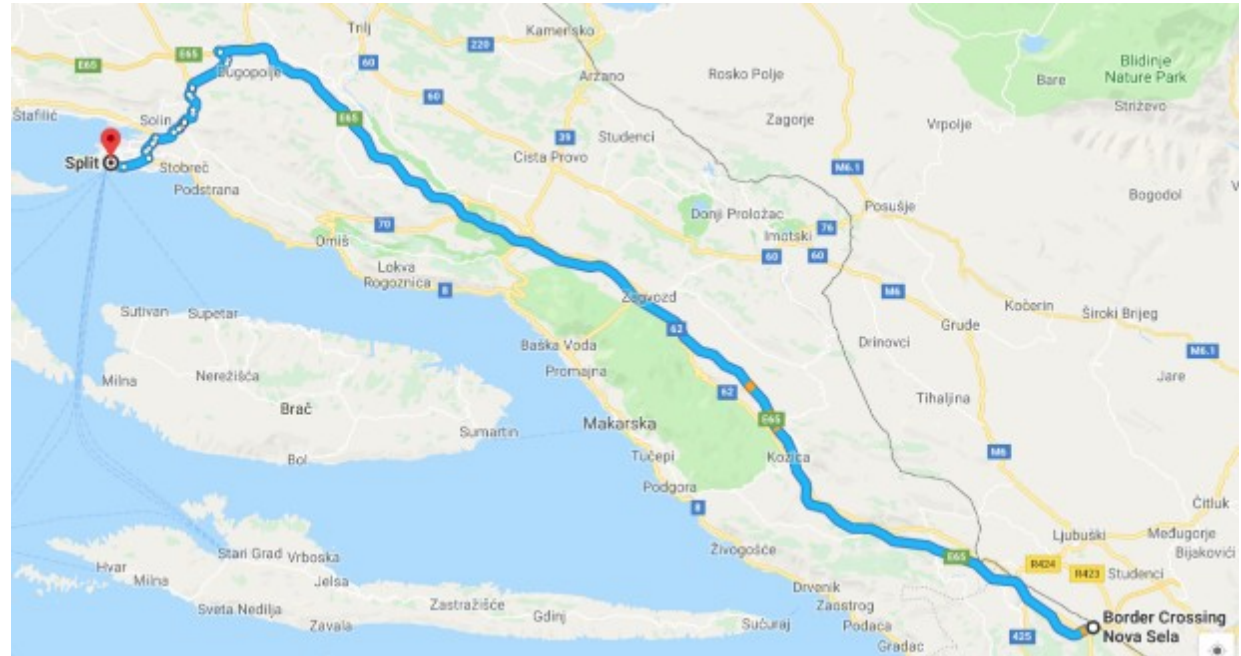 Trilj
Kamensko
220
E65
E65
Dugopolje
60
Aržano
Rosko Polje
Blidinje
Nature Park
Bare
Striževo
Štafilić
Solin
E65
60
Zagorje
Vrpolje
39
Studenci
Split
Stobreč
Cista Provo
M6.1
Podstrana
Bogodol
V
70
Donji Proložac
Posušje
Omiš
Imotski
76
60
60
Lokva
Rogoznica
8
M6
Kočerin
Široki Brijeg
Sutivan
Supetar
Zagvozd
Grude
62
Drinovci
Baška Voda
M6.1
Promajna
Jare
Milna
Nerežišća
62
Tihaljina
Brač
E65
Makarska
Sumartin
Bol
Tučepi
Kozica
M6
Podgora
8
Čitluk
Ljubuški
Međugorje
Živogošće
E65
Bijakovići
Stari Grad
Vrboska
R424
R423
Studenci
Hvar
Milna
Jelsa
Drvenik
Zastražišće
Zaostrog
Sveta Nedilja
Gdinj
Border Crossing
Nova Sela
Zavala
Sućuraj
Podaca
425
Gradac